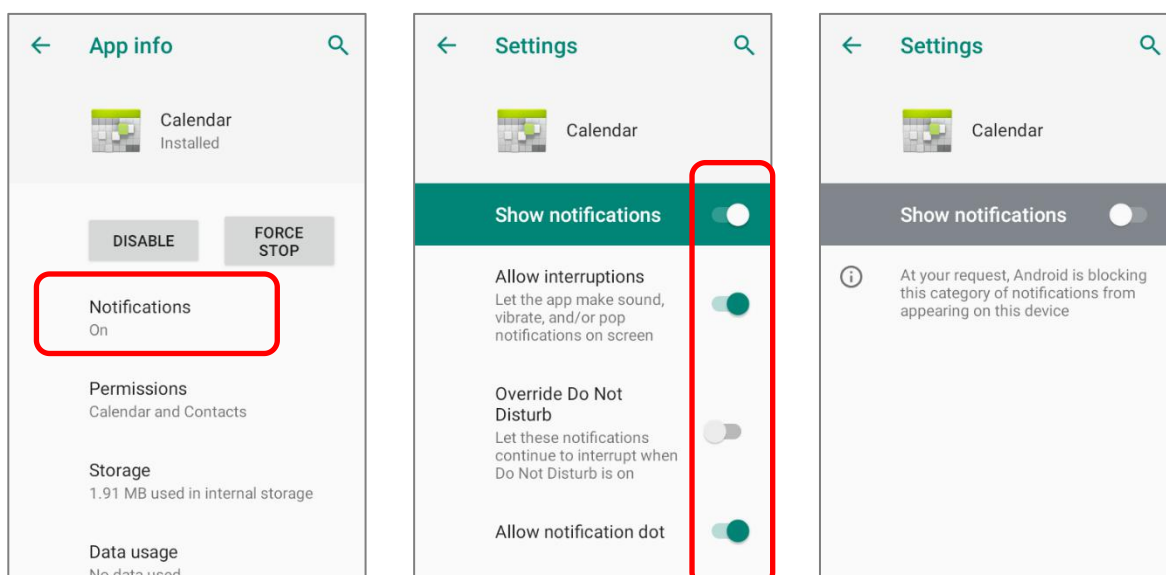 App info
Calendar
Installed
DISABLE
FORCE
STOP
Notifications
On
Permissions
Calendar and Contacts
Storage
1.91 MB used in internal storage
Data usage
No data used
Settings
Calendar
Show notifications
Allow interruptions
Let the app make sound,
vibrate, and/or pop
notifications on screen
Override Do Not
Disturb
Let these notifications
continue to interrupt when
Do Not Disturb is on
Allow notification dot
Settings
Calendar
Show notifications
At your request, Android is blocking
this category of notifications from
appearing on this device